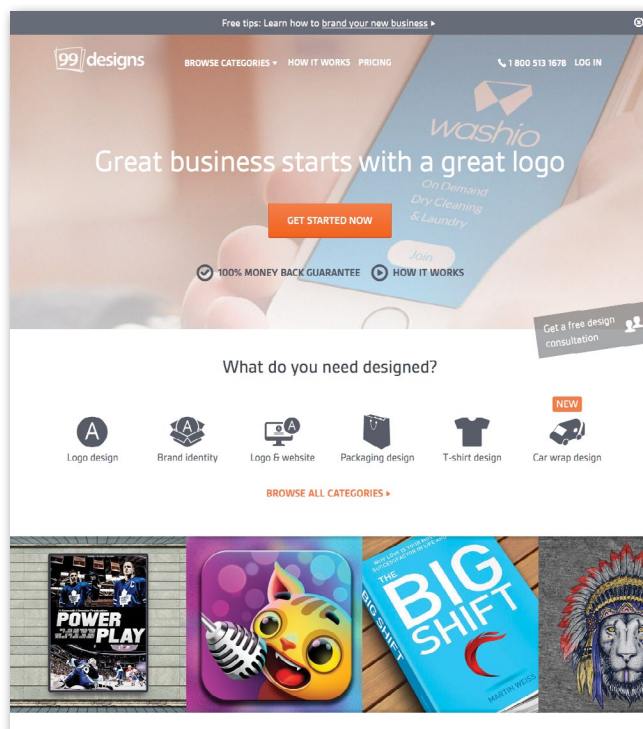 Free tips: Learn how to brand your new business ▸
99 designs
BROWSE CATEGORIES ▾ HOW IT WORKS PRICING
1 800 513 1678 LOG IN
washio
Great business starts with a great logo
On Demand
Dry Cleaning
& Laundry
GET STARTED NOW
Join
100% MONEY BACK GUARANTEE HOW IT WORKS
Get a free design
consultation
What do you need designed?
NEW
Logo design Brand identity Logo & website Packaging design T-shirt design Car wrap design
BROWSE ALL CATEGORIES ▸
POWER
PLAY
THE
BIG
SHIFT
BIG SHIFT
MARTIN WEISS